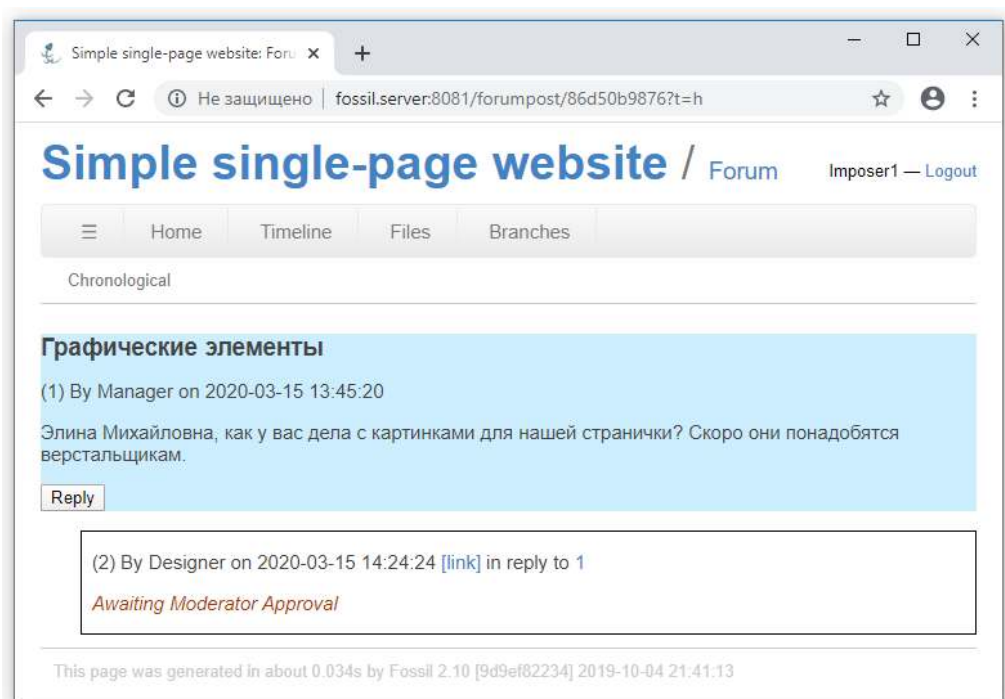 Simple single-page website: Foru
Не защищено | fossil.server:8081/forumpost/86d50b9876?t=h
Simple single-page website / Forum
Imposer1 — Logout
☰ Home Timeline Files Branches
Chronological
Графические элементы
(1) By Manager on 2020-03-15 13:45:20
Элина Михайловна, как у вас дела с картинками для нашей странички? Скоро они понадобятся
верстальщикам.
Reply
(2) By Designer on 2020-03-15 14:24:24 [link] in reply to 1
Awaiting Moderator Approval
This page was generated in about 0.034s by Fossil 2.10 [9d9ef82234] 2019-10-04 21:41:13